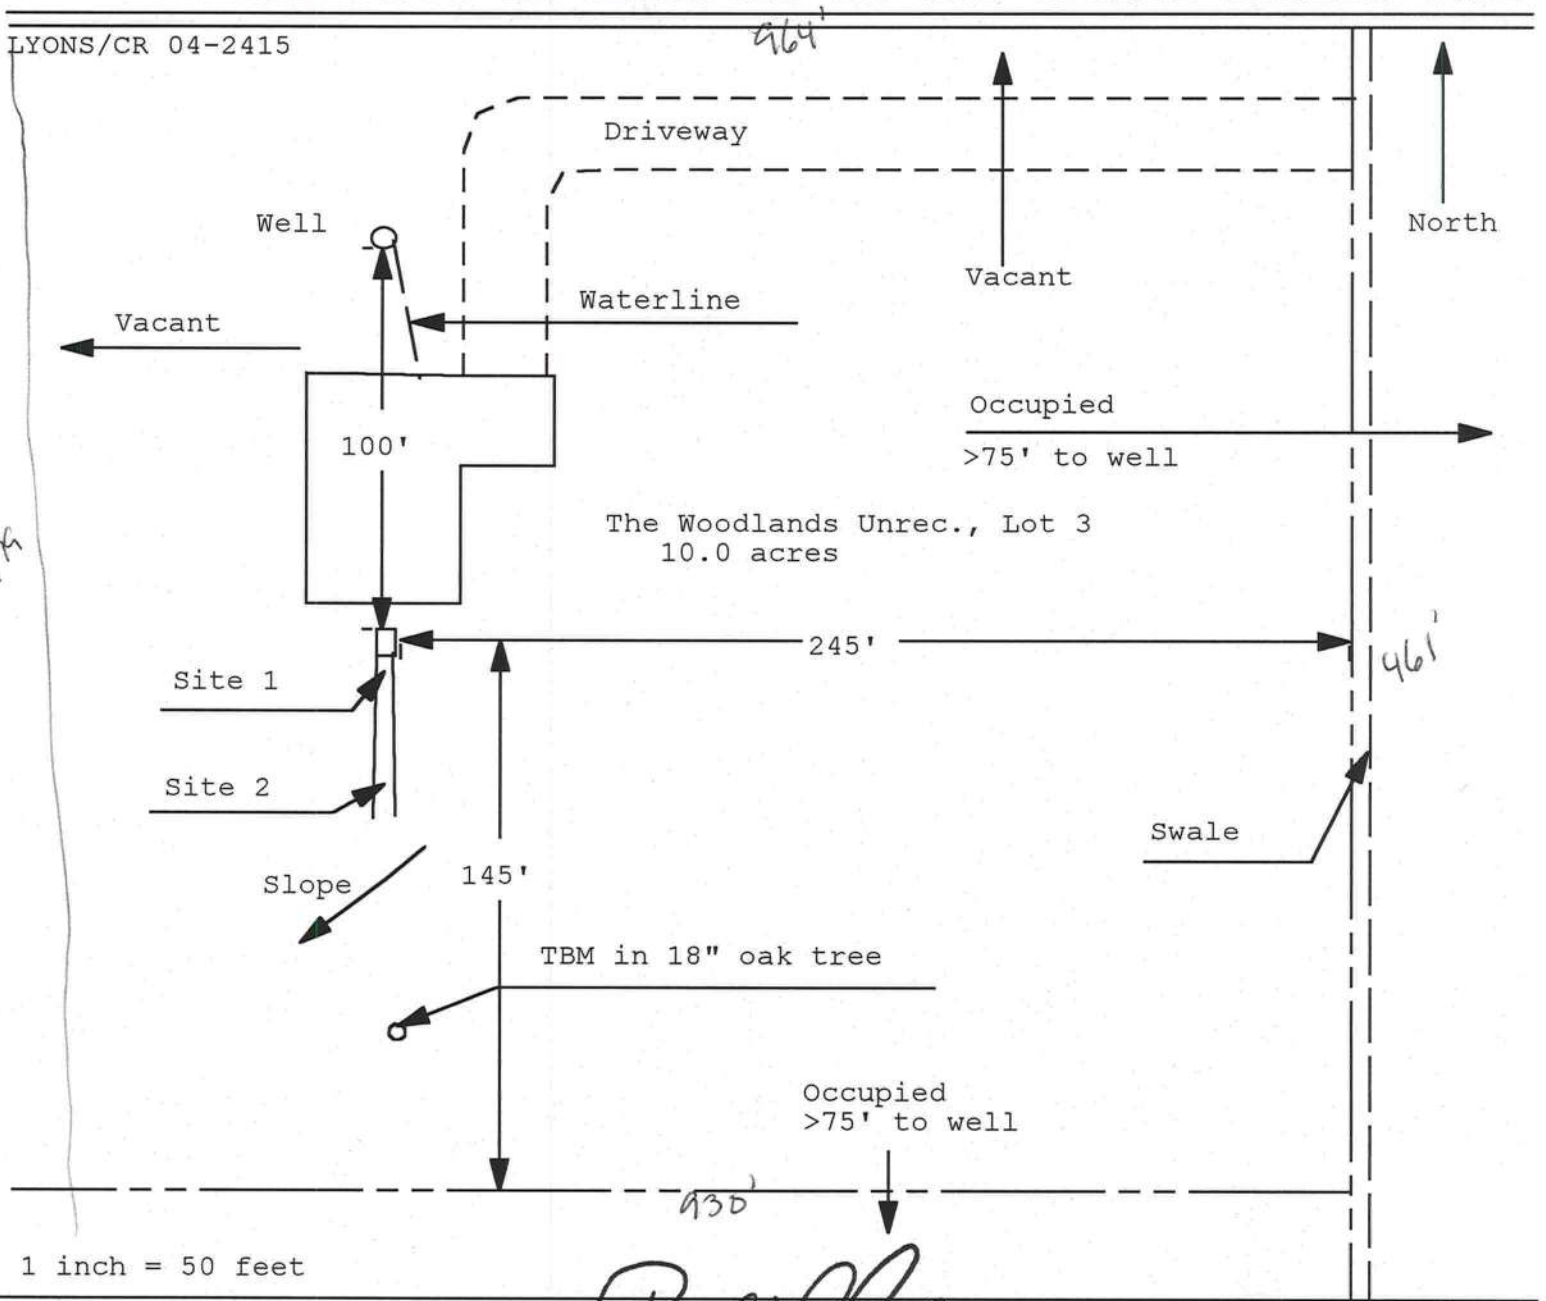 LYONS/CR 04-2415
964'
Driveway
Well
North
Vacant
Waterline
Vacant
Occupied
>75' to well
100'
The Woodlands Unrec., Lot 3
10.0 acres
245'
461'
Site 1
Site 2
Swale
Slope
145'
TBM in 18" oak tree
Occupied
>75' to well
930'
1 inch = 50 feet